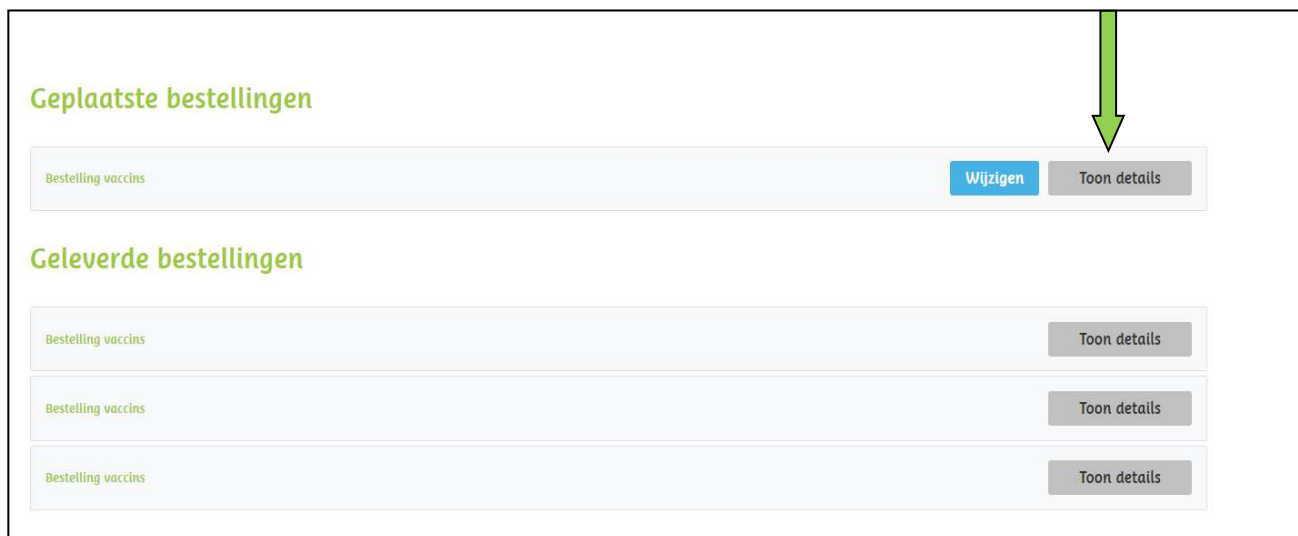 Geplaatste bestellingen
Bestelling vaccins Wijzigen Toon details
Geleverde bestellingen
Bestelling vaccins Toon details
Bestelling vaccins Toon details
Bestelling vaccins Toon details